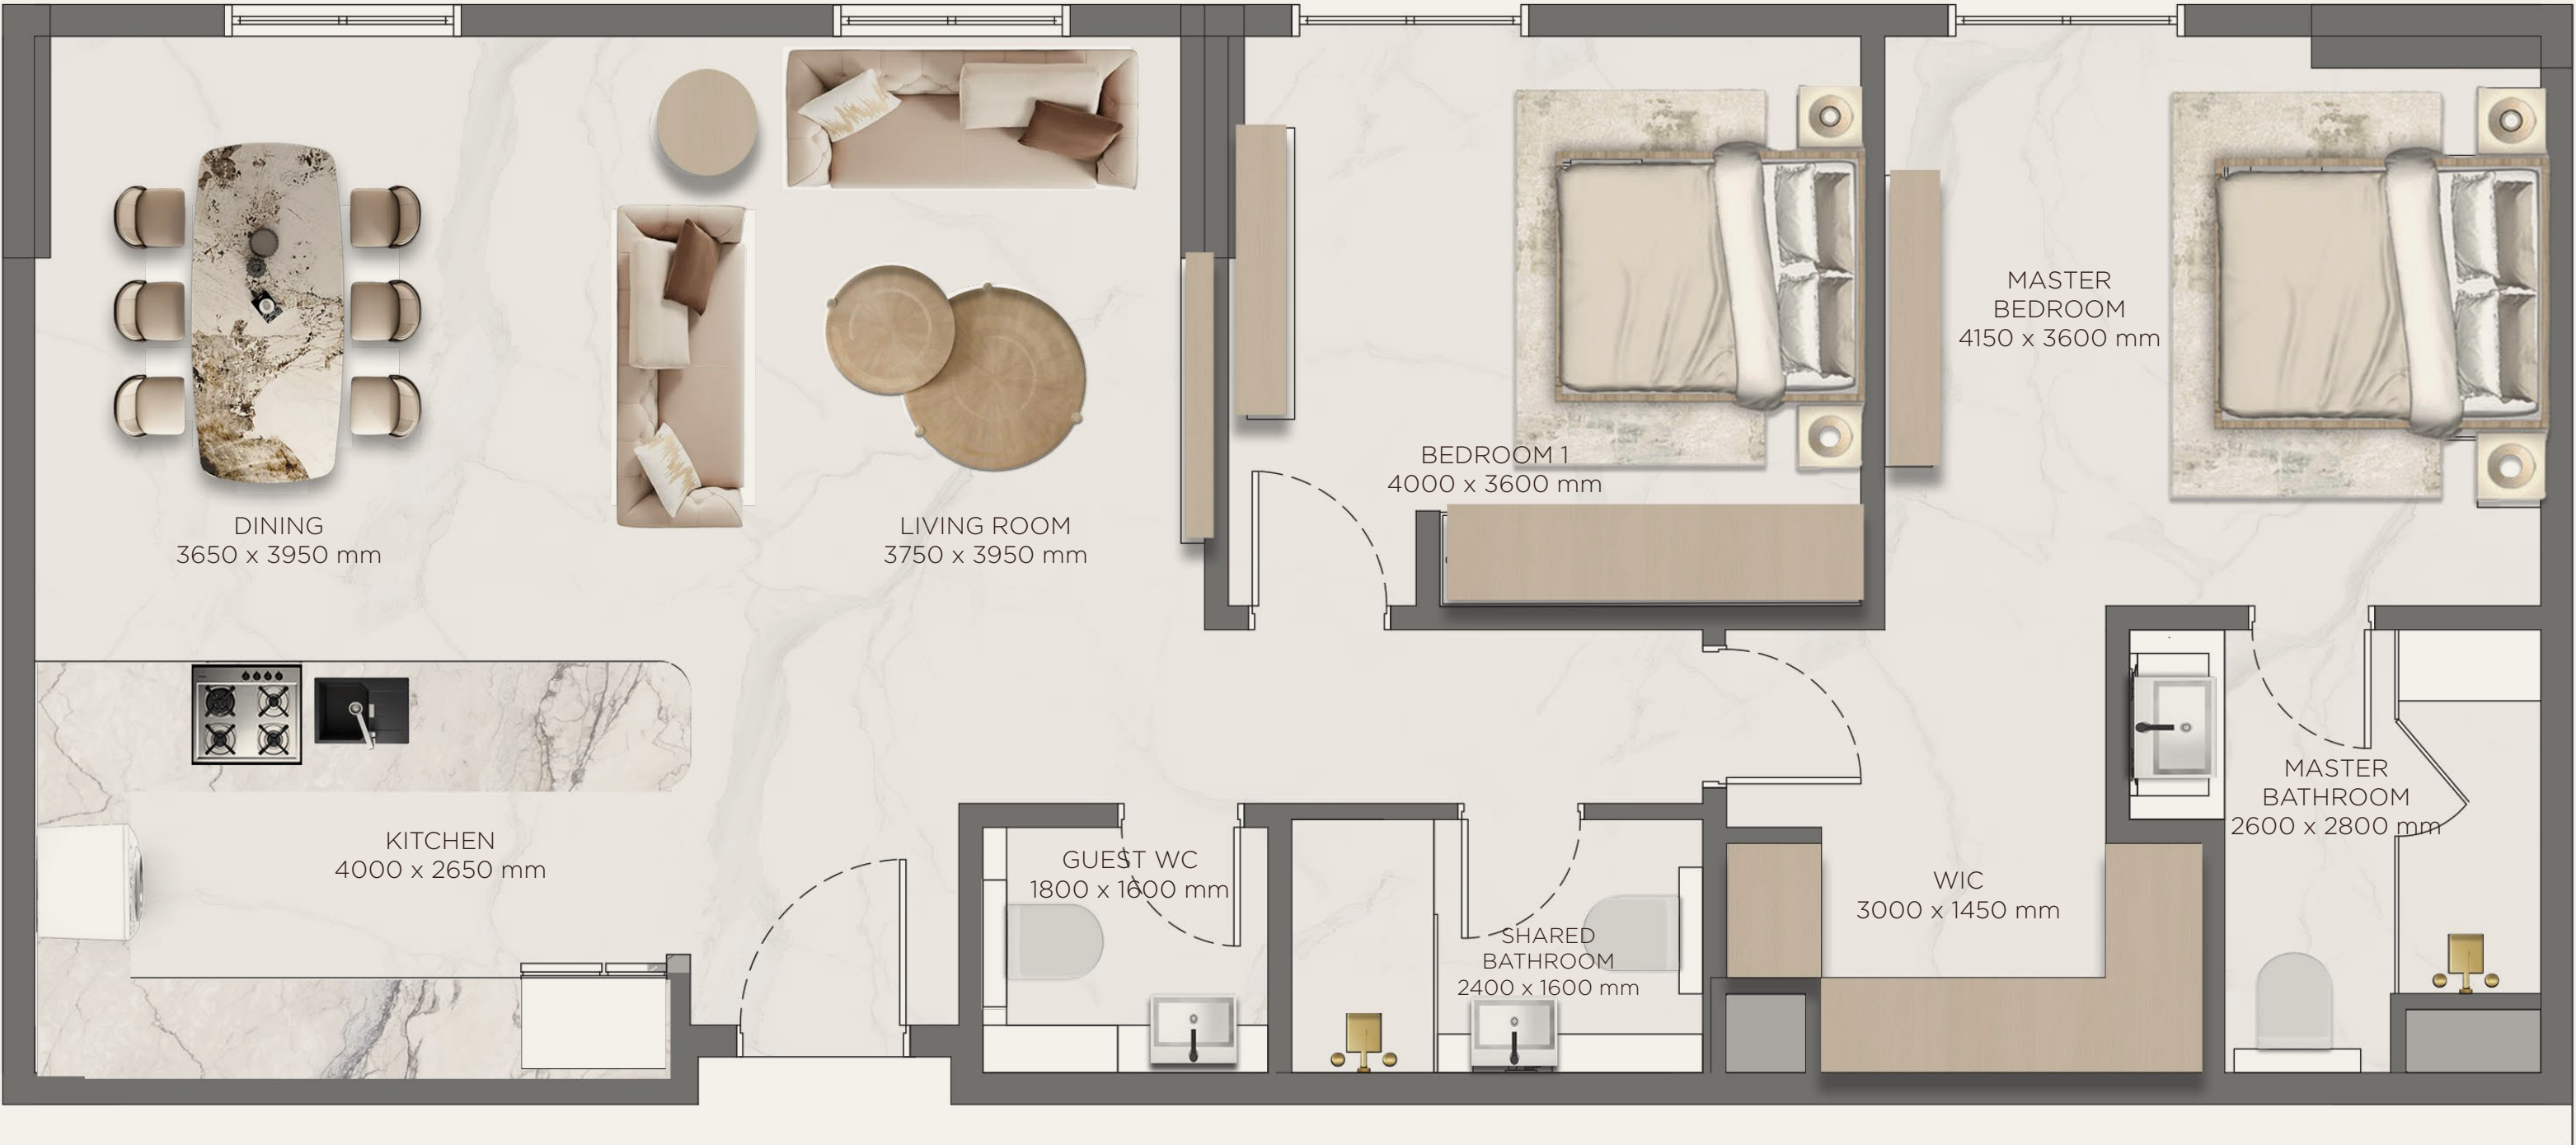 DINING
3650 x 3950 mm
LIVING ROOM
3750 x 3950 mm
BEDROOM 1
4000 x 3600 mm
MASTER
BEDROOM
4150 x 3600 mm
KITCHEN
4000 x 2650 mm
GUEST WC
1800 x 1600 mm
SHARED
BATHROOM
2400 x 1600 mm
WIC
3000 x 1450 mm
MASTER
BATHROOM
2600 x 2800 mm